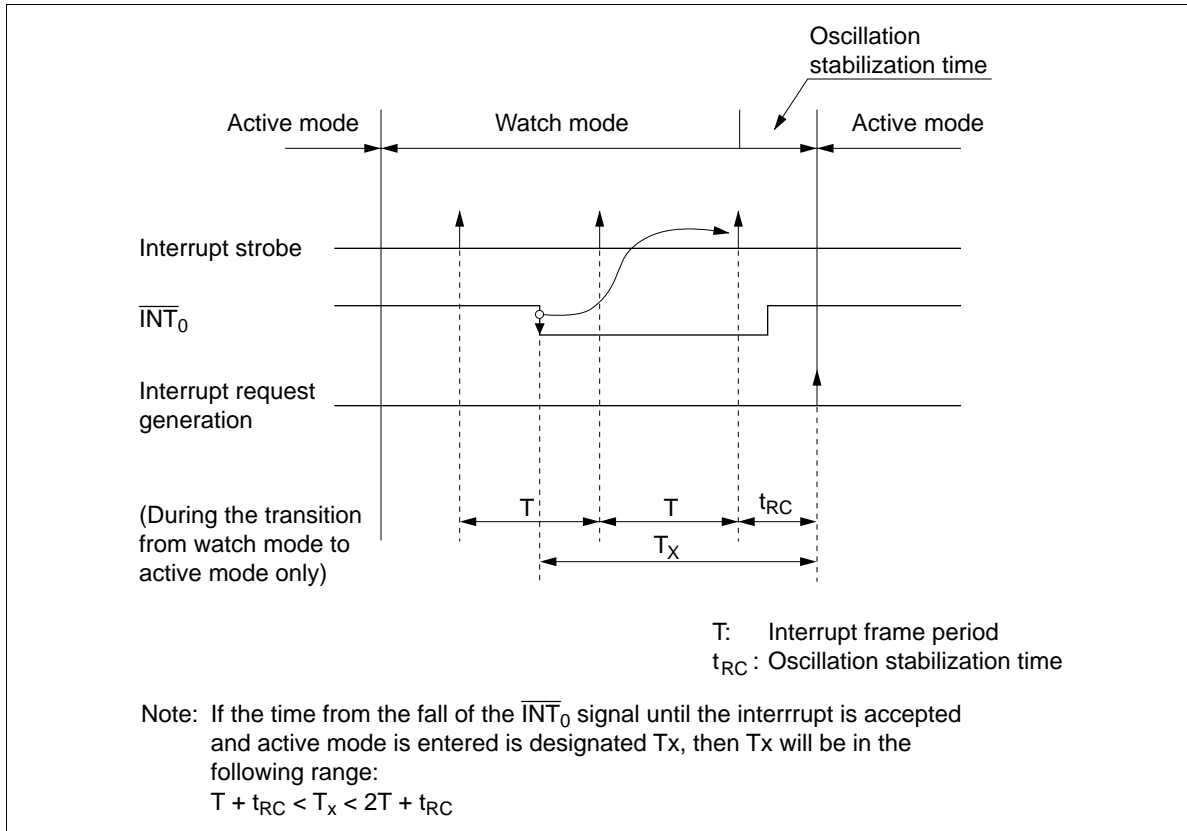 Oscillation
stabilization time
Active mode
Watch mode
Active mode
Interrupt strobe
INT0
Interrupt request
generation
T
T
tRC
(During the transition
from watch mode to
active mode only)
TX
T: Interrupt frame period
tRC : Oscillation stabilization time
Note: If the time from the fall of the INT0 signal until the interrrupt is accepted
and active mode is entered is designated Tx, then Tx will be in the
following range:
T + tRC < Tx < 2T + tRC